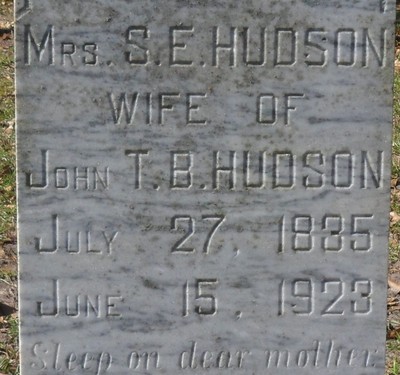 Mrs. S.E. HUDSON
WIFE OF
JOHN T.B. HUDSON
JULY 27, 1835
JUNE 15, 1923
Sleep on dear mother